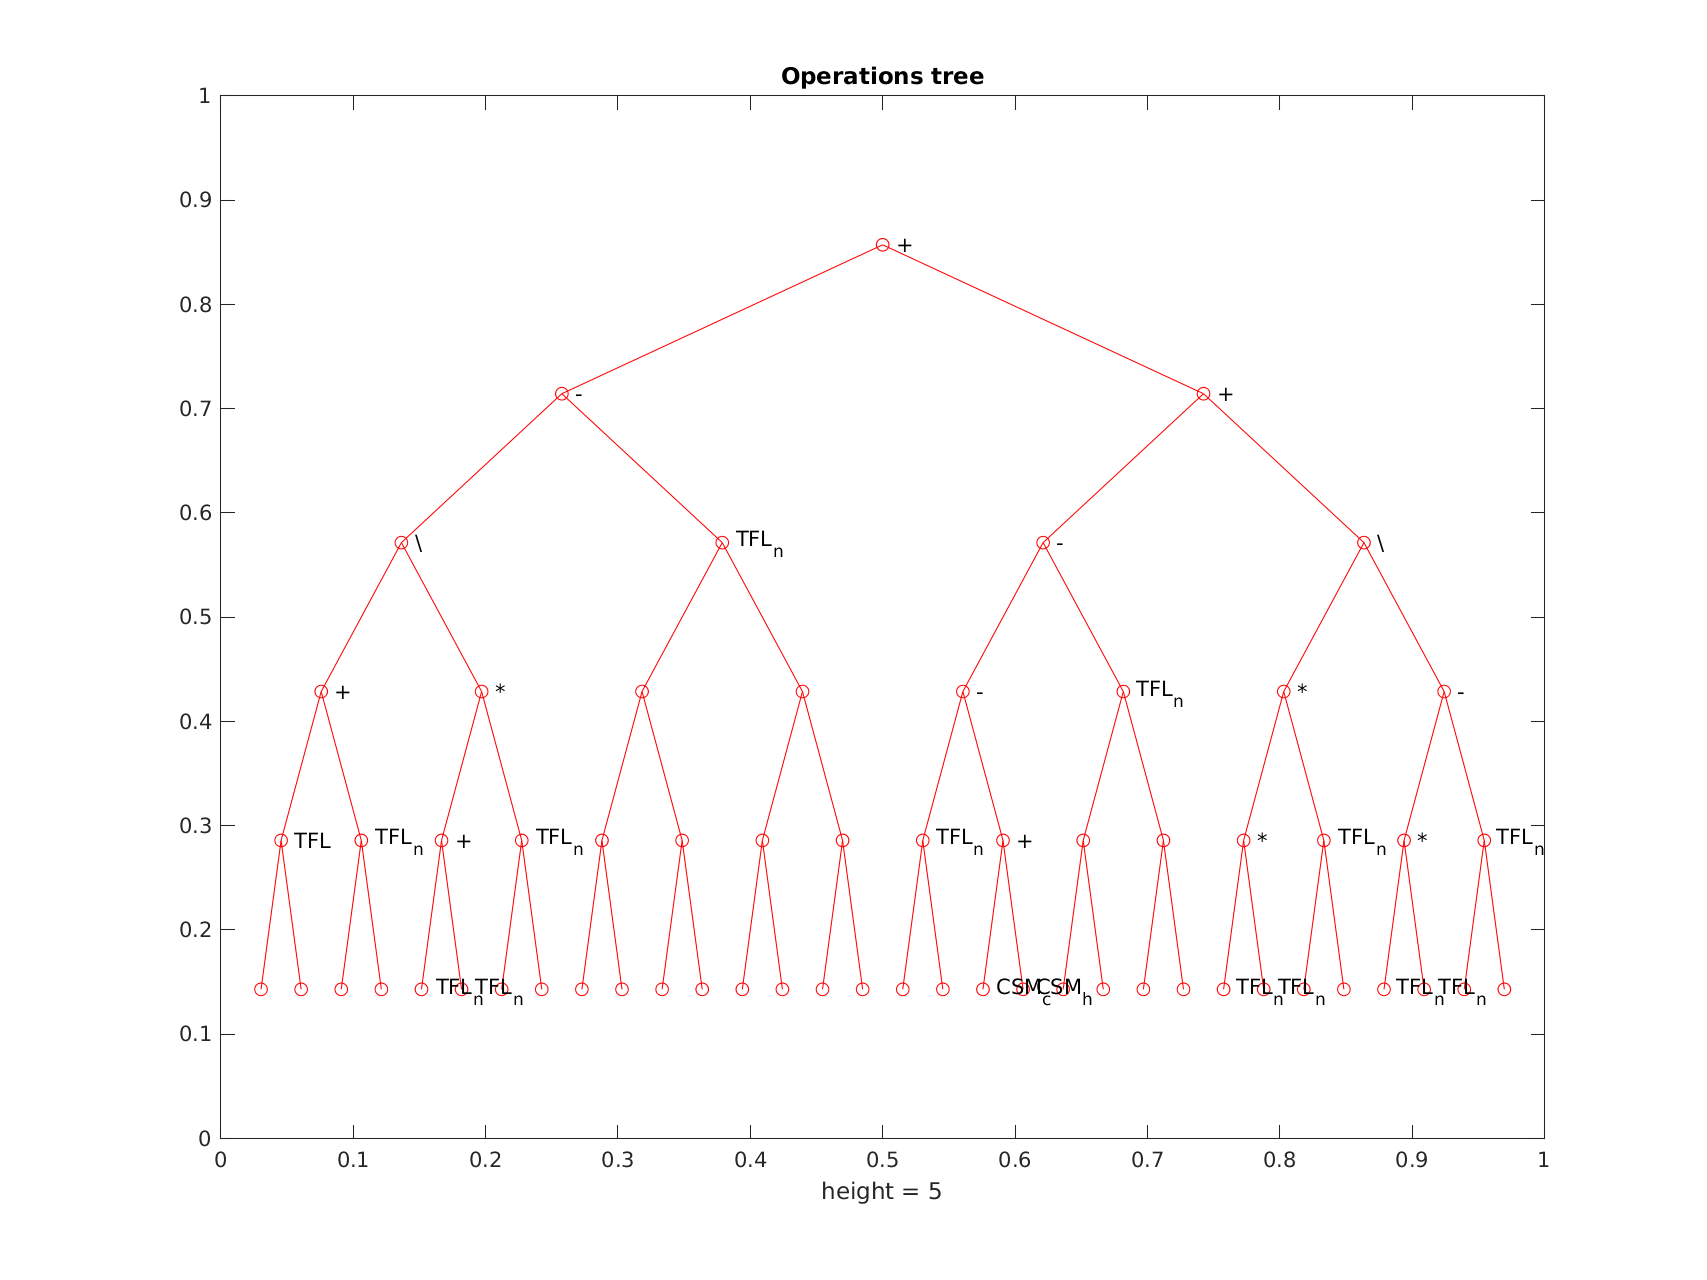 Operations tree
1
0.9
+
0.8
- +
0.7
0.6
\ TFLn - \
0.5
+ * - TFLn * -
0.4
0.3
TFL TFLn + TFLn TFLn + * TFLn * TFLn
0.2
TFLn TFLn CSMc CSMh TFLn TFLn TFLn TFLn
0.1
0
0 0.1 0.2 0.3 0.4 0.5 0.6 0.7 0.8 0.9 1
height = 5